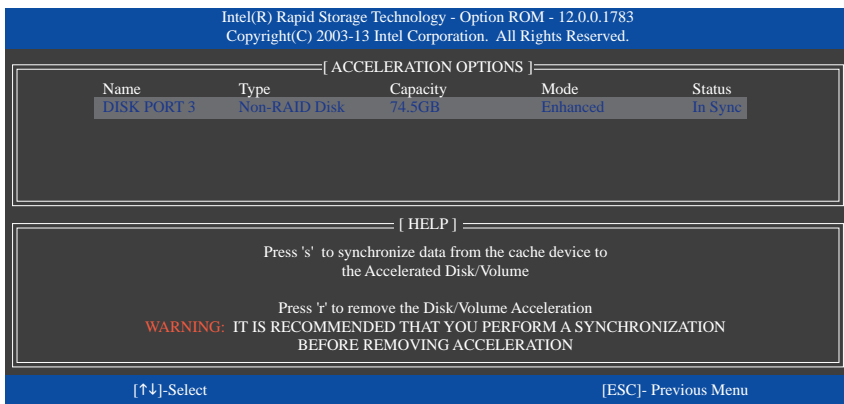 Intel(R) Rapid Storage Technology - Option ROM - 12.0.0.1783
Copyright(C) 2003-13 Intel Corporation.  All Rights Reserved.
[ ACCELERATION OPTIONS ]
Name Type Capacity Mode Status
DISK PORT 3 Non-RAID Disk 74.5GB Enhanced In Sync
[ HELP ]
Press 's'  to synchronize data from the cache device to
the Accelerated Disk/Volume
Press 'r' to remove the Disk/Volume Acceleration
WARNING:  IT IS RECOMMENDED THAT YOU PERFORM A SYNCHRONIZATION
BEFORE REMOVING ACCELERATION
[↑↓]-Select [ESC]- Previous Menu